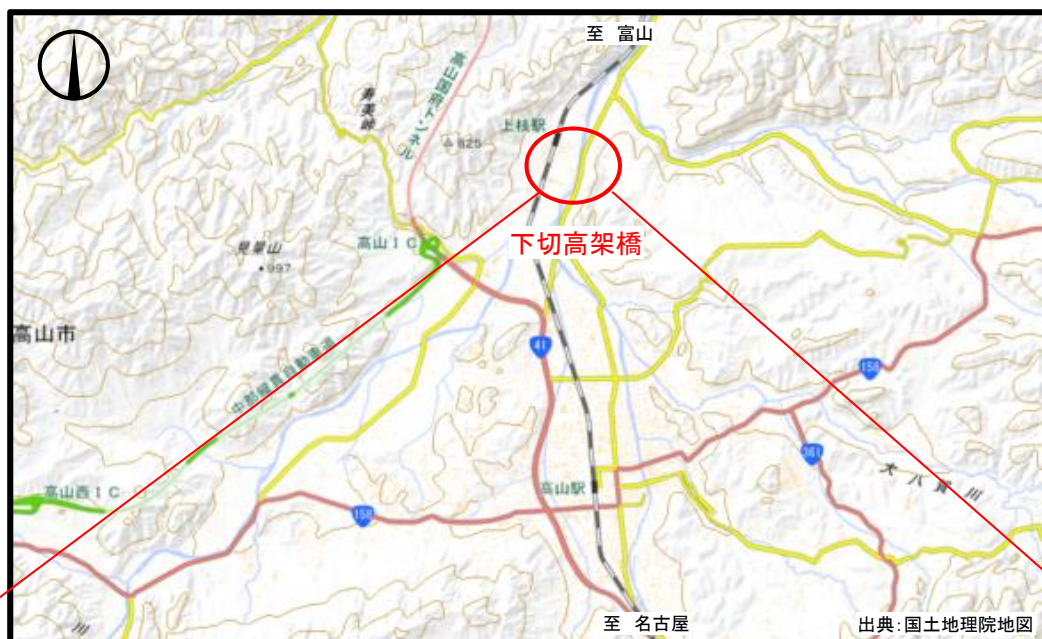 至 富山
高山国府トンネル
寿美峠
上枝駅
825
下切高架橋
高山IC
見量山
997
高山市
41
中部縦貫自動車道
158
361
大八賀川
高山西IC
高山駅
158
川
至 名古屋
出典:国土地理院地図